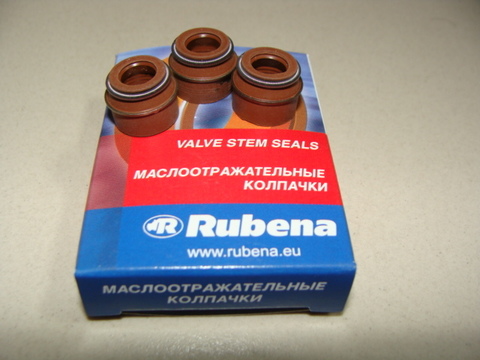 VALVE STEM SEALS
МАСЛООТРАЖАТЕЛЬНЫЕ
КОЛПАЧКИ
R Rubena
www.rubena.eu
МАСЛООТРАЖАТЕЛЬНЫЕ
КОЛПАЧКИ